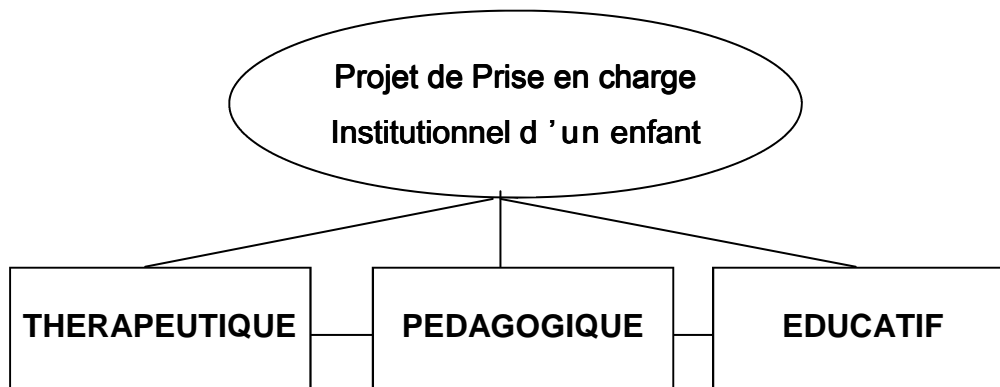 Projet de Prise en charge
Institutionnel d ’un enfant
THERAPEUTIQUE PEDAGOGIQUE EDUCATIF